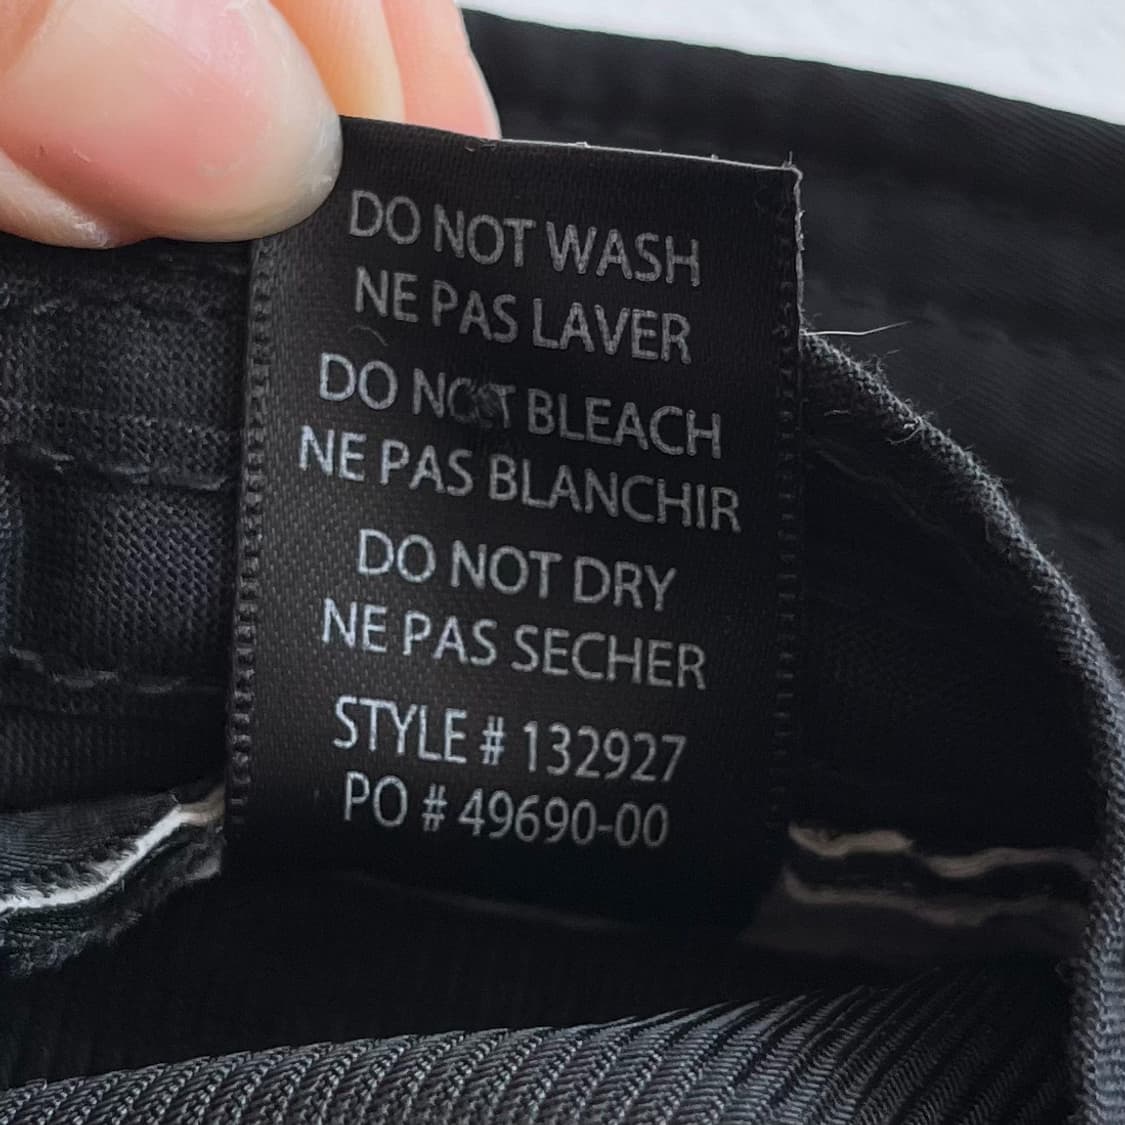 DO NOT WASH
NE PAS LAVER
DO NOT BLEACH
NE PAS BLANCHIR
DO NOT DRY
NE PAS SECHER
STYLE # 132927
PO # 49690-00